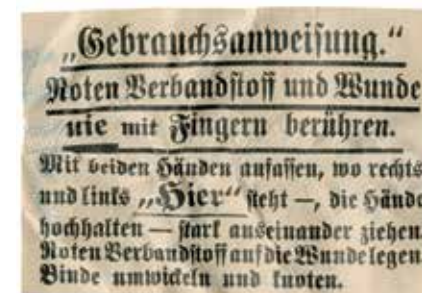 „Gebrauchsanweisung.“
Roten Verbandstoff und Wunde
nie mit Fingern berühren.
Mit beiden Händen anfassen, wo rechts
und links „Hier“ steht —, die Hände
hochhalten — stark auseinander ziehen.
Roten Verbandstoff auf die Wunde legen.
Binde umwickeln und knoten.